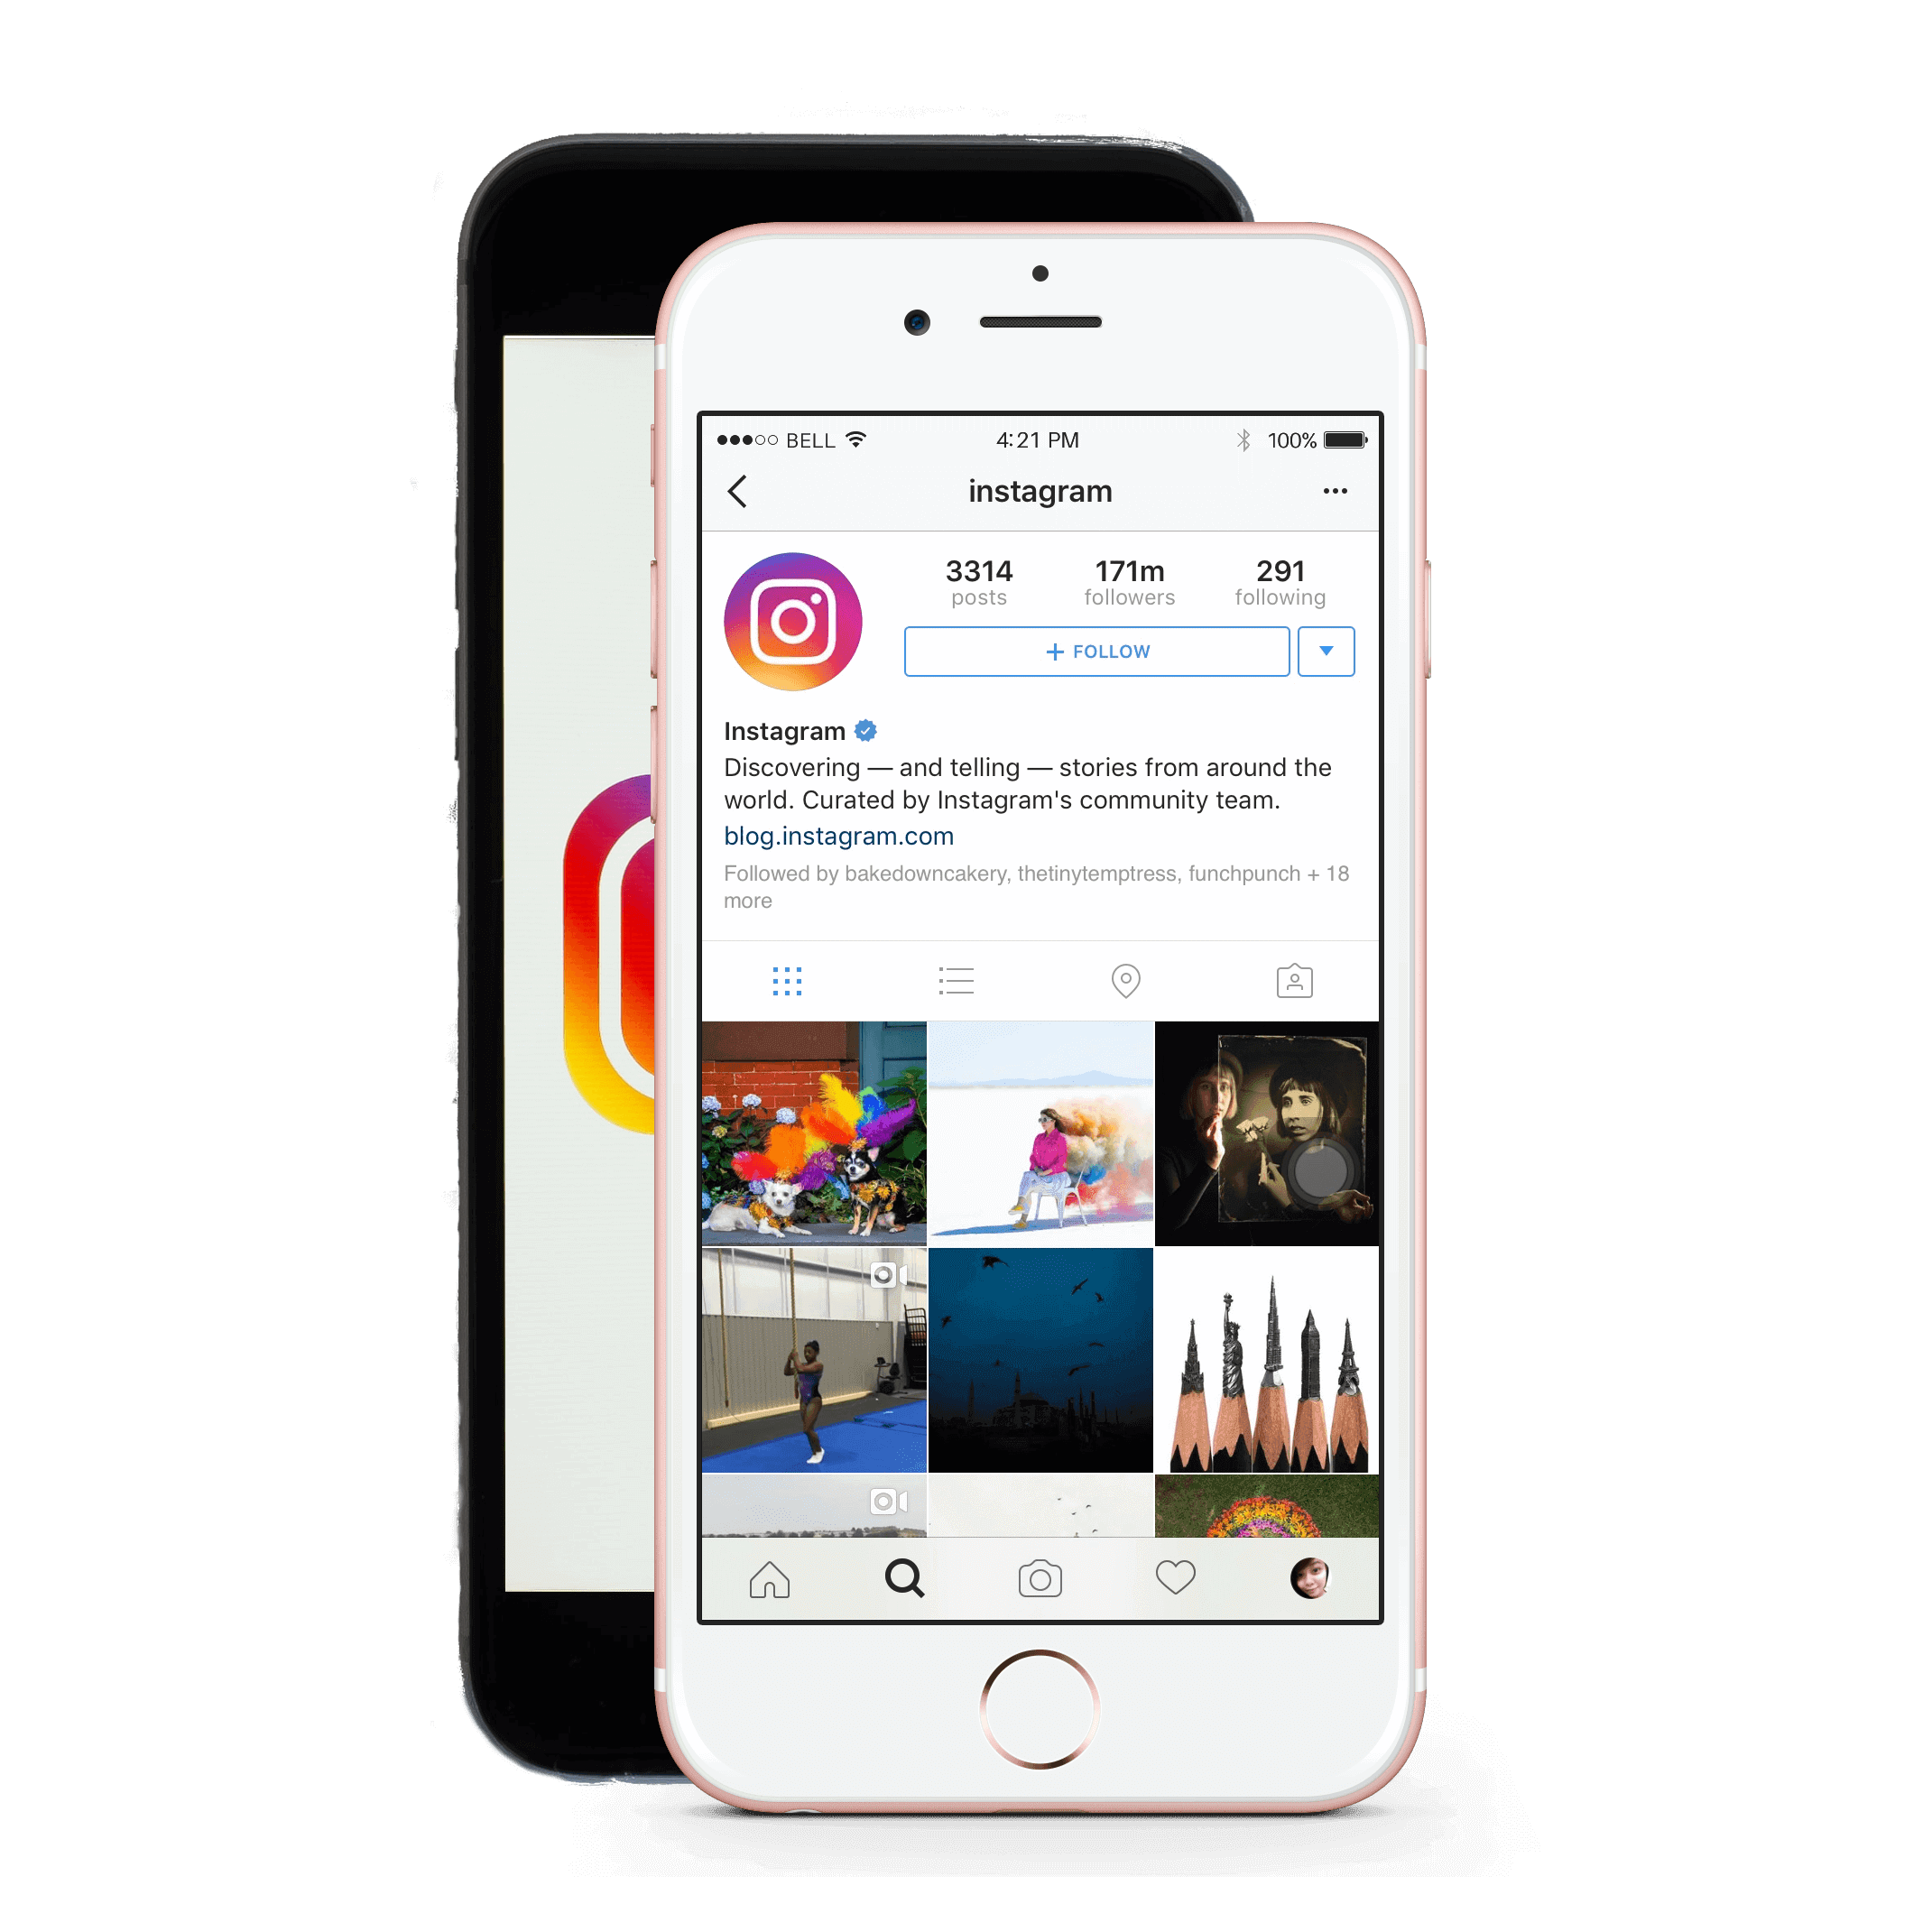 BELL 4:21 PM 100%
instagram
3314 171m 291
posts followers following
+ FOLLOW
Instagram
Discovering — and telling — stories from around the
world. Curated by Instagram's community team.
blog.instagram.com
Followed by bakedowncakery, thetinytemptress, funchpunch + 18
more